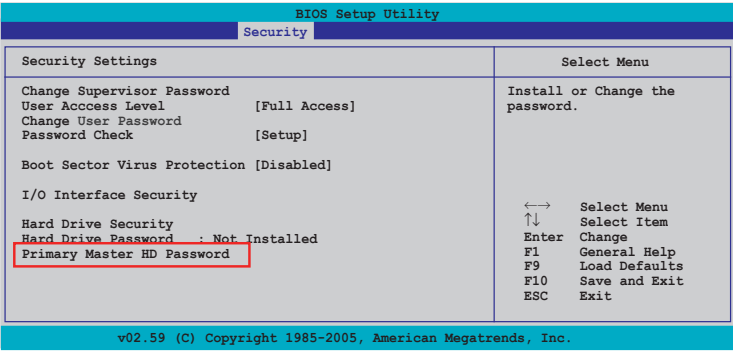 BIOS Setup Utility
Security
Security Settings
Change Supervisor Password
User Acccess Level [Full Access]
Change User Password
Password Check [Setup]
Boot Sector Virus Protection [Disabled]
I/O Interface Security
Hard Drive Security
Hard Drive Password : Not Installed
Primary Master HD Password
Select Menu
Install or Change the
password.
←→ Select Menu
↑↓ Select Item
Enter Change
F1 General Help
F9 Load Defaults
F10 Save and Exit
ESC Exit
v02.59 (C) Copyright 1985-2005, American Megatrends, Inc.